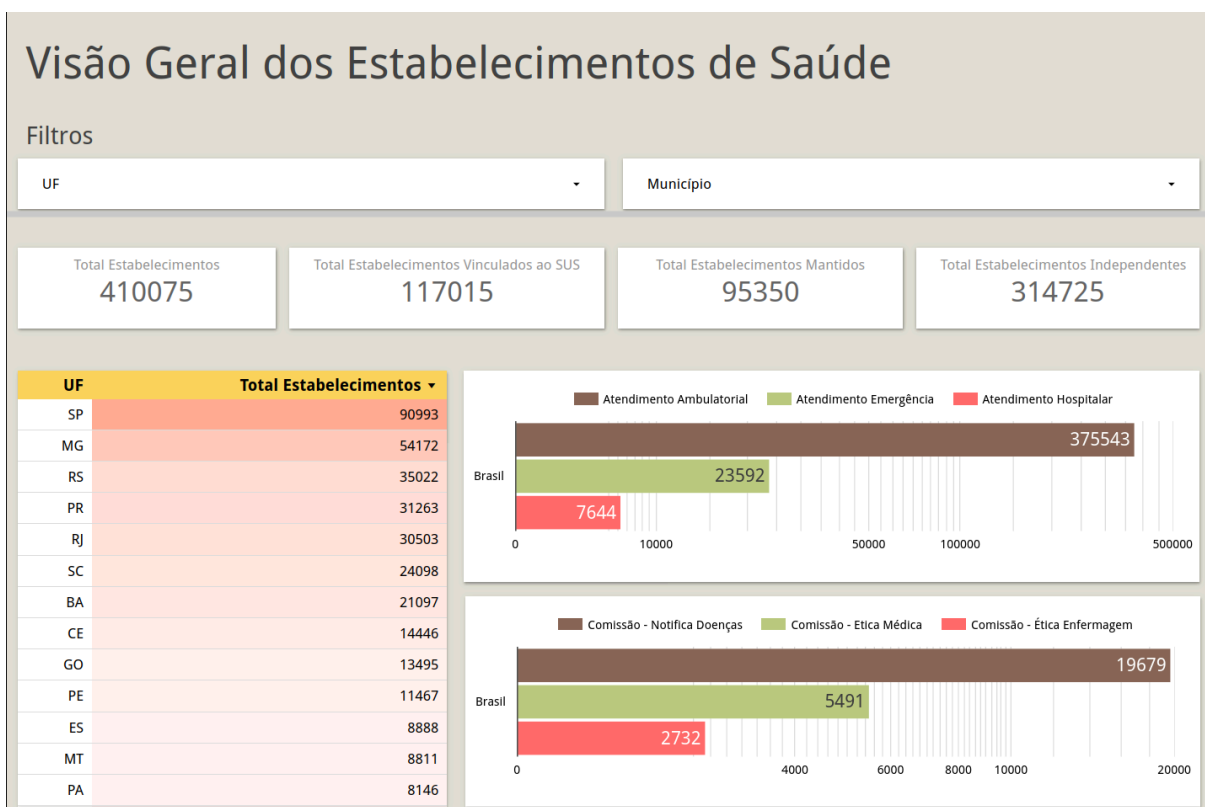 Visão Geral dos Estabelecimentos de Saúde
Filtros
UF
Município
Total Estabelecimentos
410075
Total Estabelecimentos Vinculados ao SUS
117015
Total Estabelecimentos Mantidos
95350
Total Estabelecimentos Independentes
314725
UF Total Estabelecimentos
SP 90993
MG 54172
RS 35022
PR 31263
RJ 30503
SC 24098
BA 21097
CE 14446
GO 13495
PE 11467
ES 8888
MT 8811
PA 8146
Atendimento Ambulatorial Atendimento Emergência Atendimento Hospitalar
375543
Brasil 23592
7644
0 10000 50000 100000 500000
Comissão - Notifica Doenças Comissão - Etica Médica Comissão - Ética Enfermagem
19679
Brasil 5491
2732
0 4000 6000 8000 10000 20000